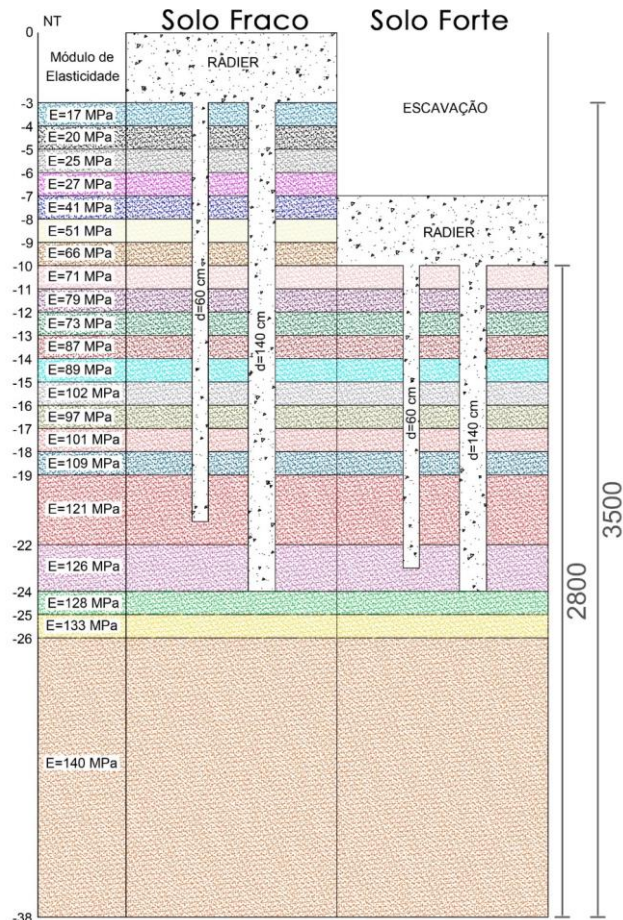 NT
Solo Fraco
Solo Forte
0
Módulo de
Elasticidade
RADIER
ESCAVAÇÃO
-3
E=17 MPa
-4
E=20 MPa
-5
E=25 MPa
-6
E=27 MPa
-7
E=41 MPa
-8
E=51 MPa
RADIER
-9
E=66 MPa
-10
E=71 MPa
-11
E=79 MPa
-12
E=73 MPa
-13
E=87 MPa
-14
E=89 MPa
-15
E=102 MPa
-16
E=97 MPa
-17
E=101 MPa
-18
E=109 MPa
-19
E=121 MPa
-22
E=126 MPa
-24
E=128 MPa
-25
E=133 MPa
-26
E=140 MPa
-38
d=60 cm
d=140 cm
d=60 cm
d=140 cm
2800
3500